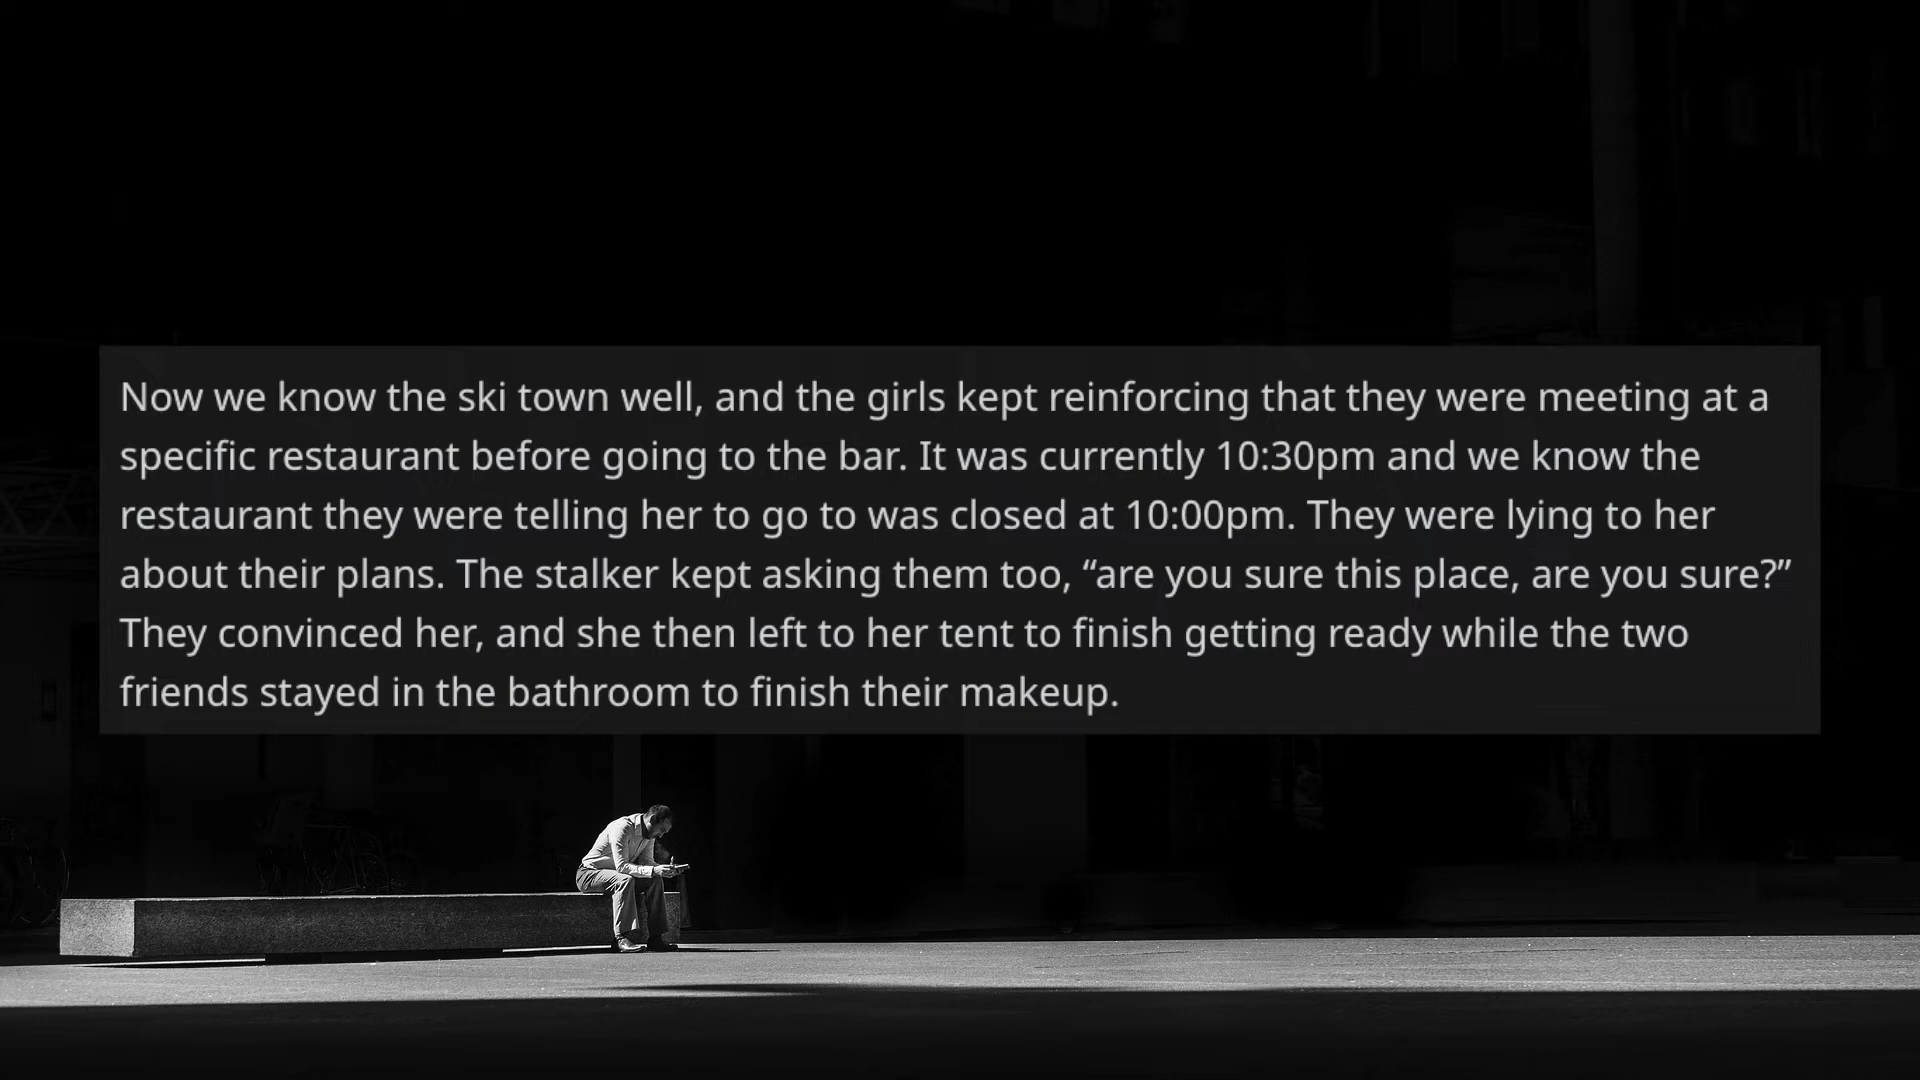 Now we know the ski town well, and the girls kept reinforcing that they were meeting at a
specific restaurant before going to the bar. It was currently 10:30pm and we know the
restaurant they were telling her to go to was closed at 10:00pm. They were lying to her
about their plans. The stalker kept asking them too, “are you sure this place, are you sure?”
They convinced her, and she then left to her tent to finish getting ready while the two
friends stayed in the bathroom to finish their makeup.